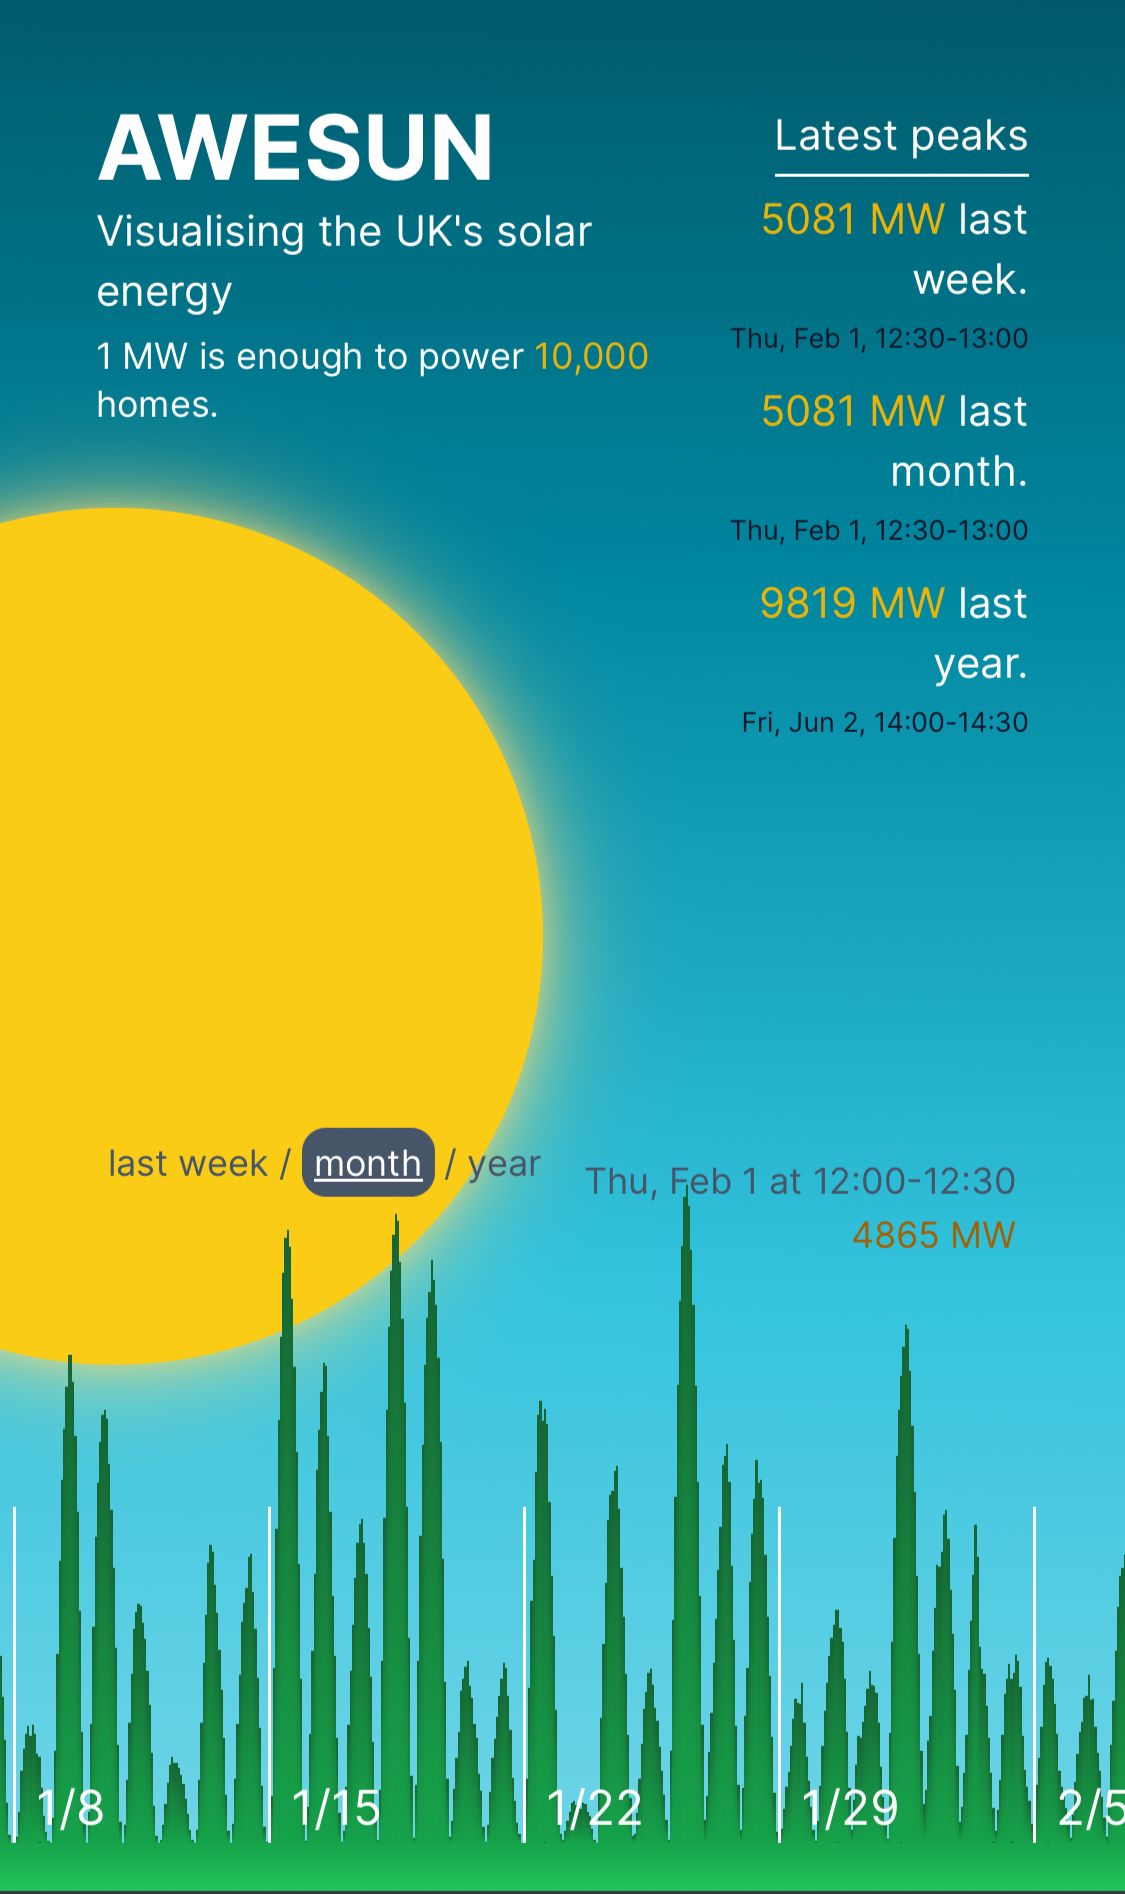 AWESUN
Visualising the UK's solar
energy
1 MW is enough to power 10,000
homes.
Latest peaks
5081 MW last
week.
Thu, Feb 1, 12:30-13:00
5081 MW last
month.
Thu, Feb 1, 12:30-13:00
9819 MW last
year.
Fri, Jun 2, 14:00-14:30
last week / month / year
Thu, Feb 1 at 12:00-12:30
4865 MW
1/8 1/15 1/22 1/29 2/5